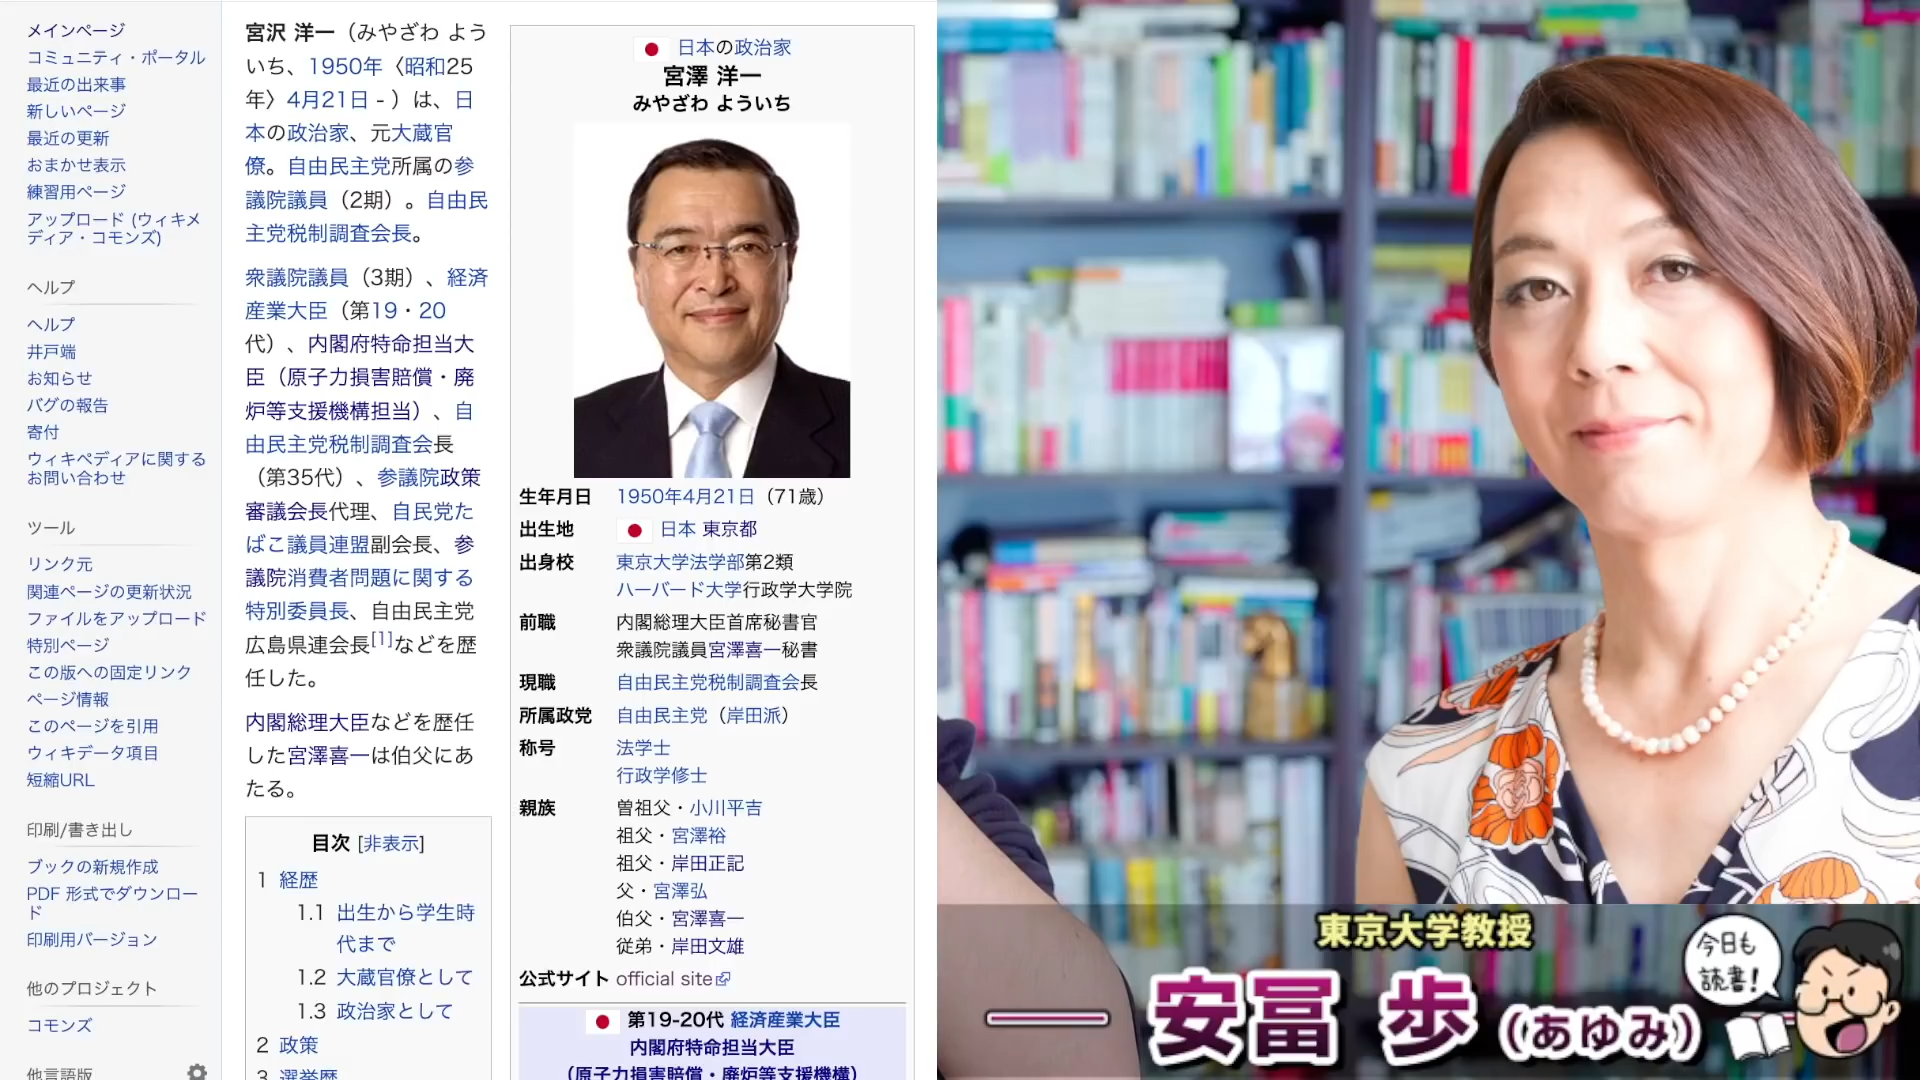 メインページ
コミュニティ・ポータル
最近の出来事
新しいページ
最近の更新
おまかせ表示
練習用ページ
アップロード (ウィキメ
ディア・コモンズ)
ヘルプ
ヘルプ
井戸端
お知らせ
バグの報告
寄付
ウィキペディアに関する
お問い合わせ
ツール
リンク元
関連ページの更新状況
ファイルをアップロード
特別ページ
この版への固定リンク
ページ情報
このページを引用
ウィキデータ項目
短縮URL
印刷/書き出し
ブックの新規作成
PDF 形式でダウンロー
ド
印刷用バージョン
他のプロジェクト
コモンズ
他言語版
宮沢 洋一（みやざわ よう
いち、1950年〈昭和25
年〉4月21日 - ）は、日
本の政治家、元大蔵官
僚。自由民主党所属の参
議院議員（2期）。自由民
主党税制調査会長。
衆議院議員（3期）、経済
産業大臣（第19・20
代）、内閣府特命担当大
臣（原子力損害賠償・廃
炉等支援機構担当）、自
由民主党税制調査会長
（第35代）、参議院政策
審議会長代理、自民党た
ばこ議員連盟副会長、参
議院消費者問題に関する
特別委員長、自由民主党
広島県連会長[1]などを歴
任した。
内閣総理大臣などを歴任
した宮澤喜一は伯父にあ
たる。
目次 [非表示]
1 経歴
1.1 出生から学生時
代まで
1.2 大蔵官僚として
1.3 政治家として
2 政策
3 選挙歴
日本の政治家
宮澤 洋一
みやざわ よういち
生年月日 1950年4月21日（71歳）
出生地 日本 東京都
出身校 東京大学法学部第2類
ハーバード大学行政学大学院
前職 内閣総理大臣首席秘書官
衆議院議員宮澤喜一秘書
現職 自由民主党税制調査会長
所属政党 自由民主党（岸田派）
称号 法学士
行政学修士
親族 曽祖父・小川平吉
祖父・宮澤裕
祖父・岸田正記
父・宮澤弘
伯父・宮澤喜一
従弟・岸田文雄
公式サイト official site
第19-20代 経済産業大臣
内閣府特命担当大臣
（原子力損害賠償・廃炉等支援機構）
東京大学教授
安冨 歩 (あゆみ)
今日も
読書!